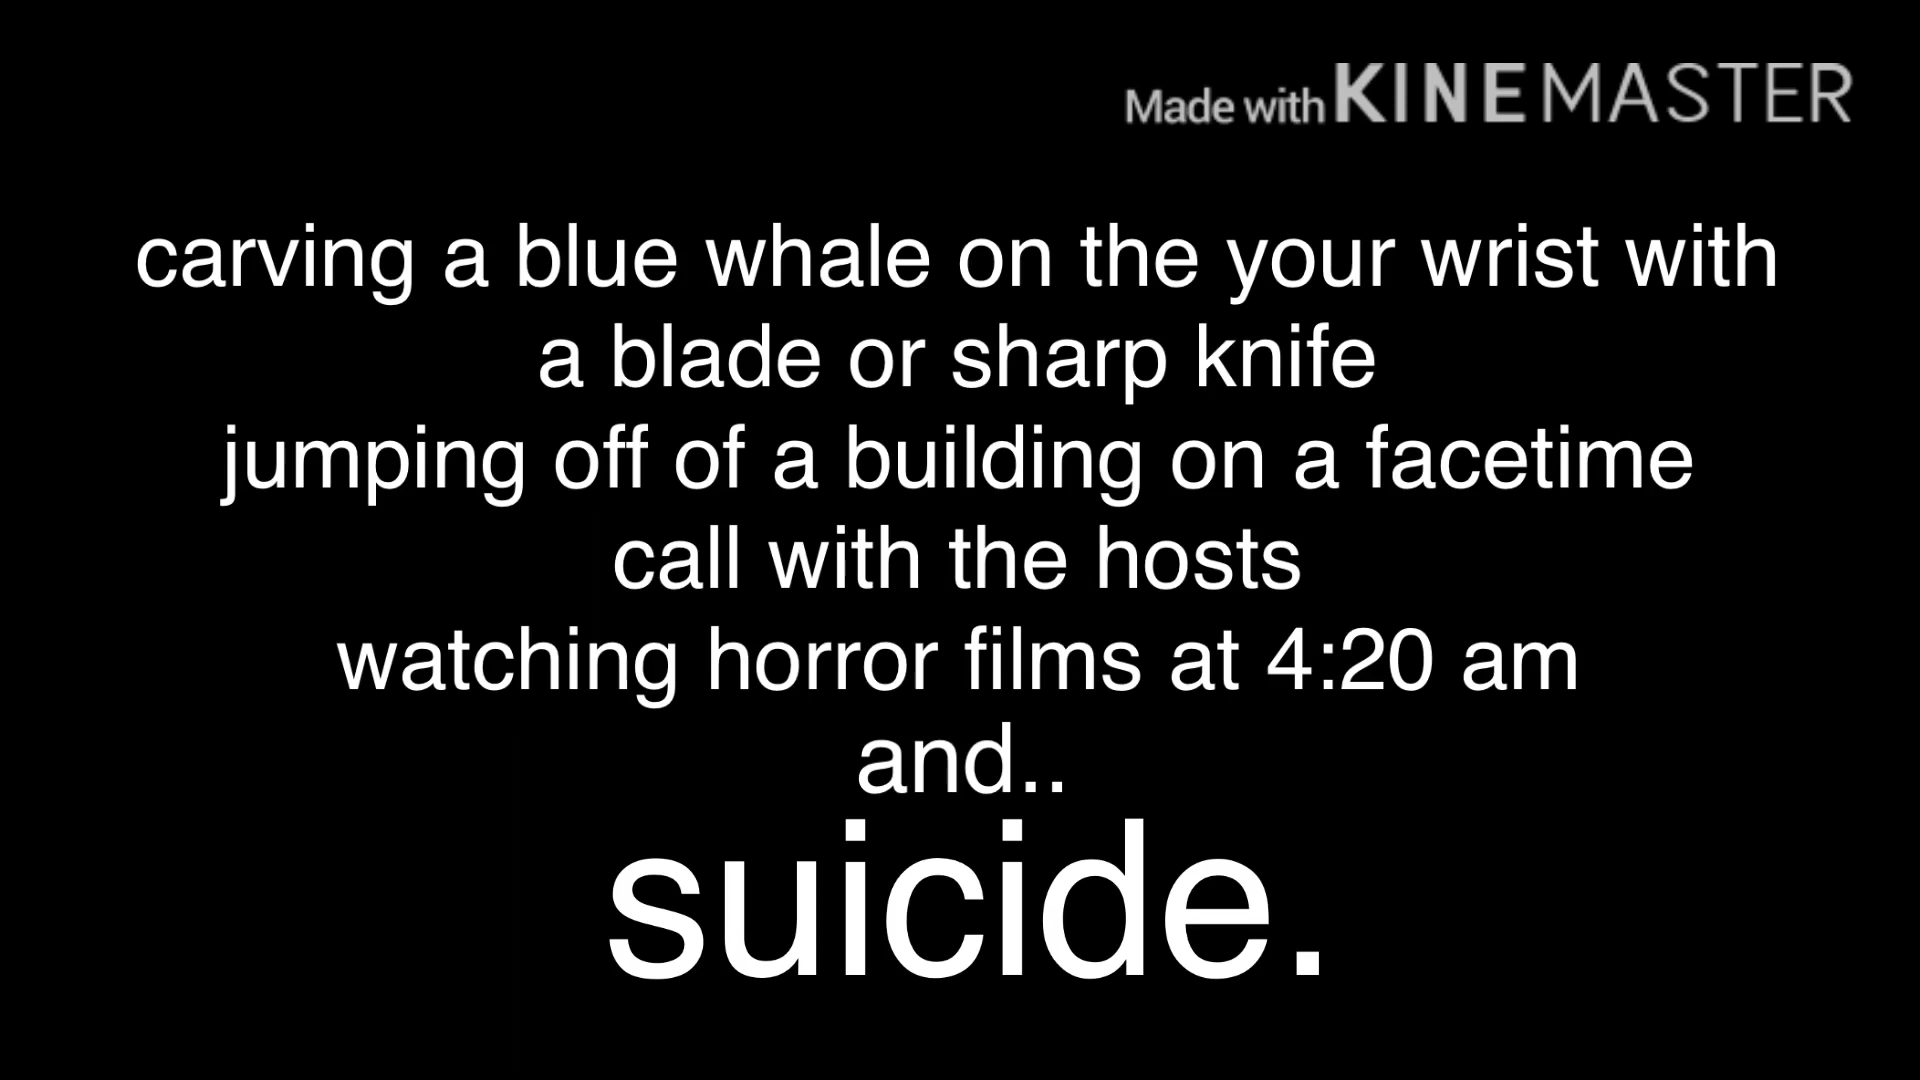 Made with KINEMASTER
carving a blue whale on the your wrist with
a blade or sharp knife
jumping off of a building on a facetime
call with the hosts
watching horror films at 4:20 am
and..
suicide.